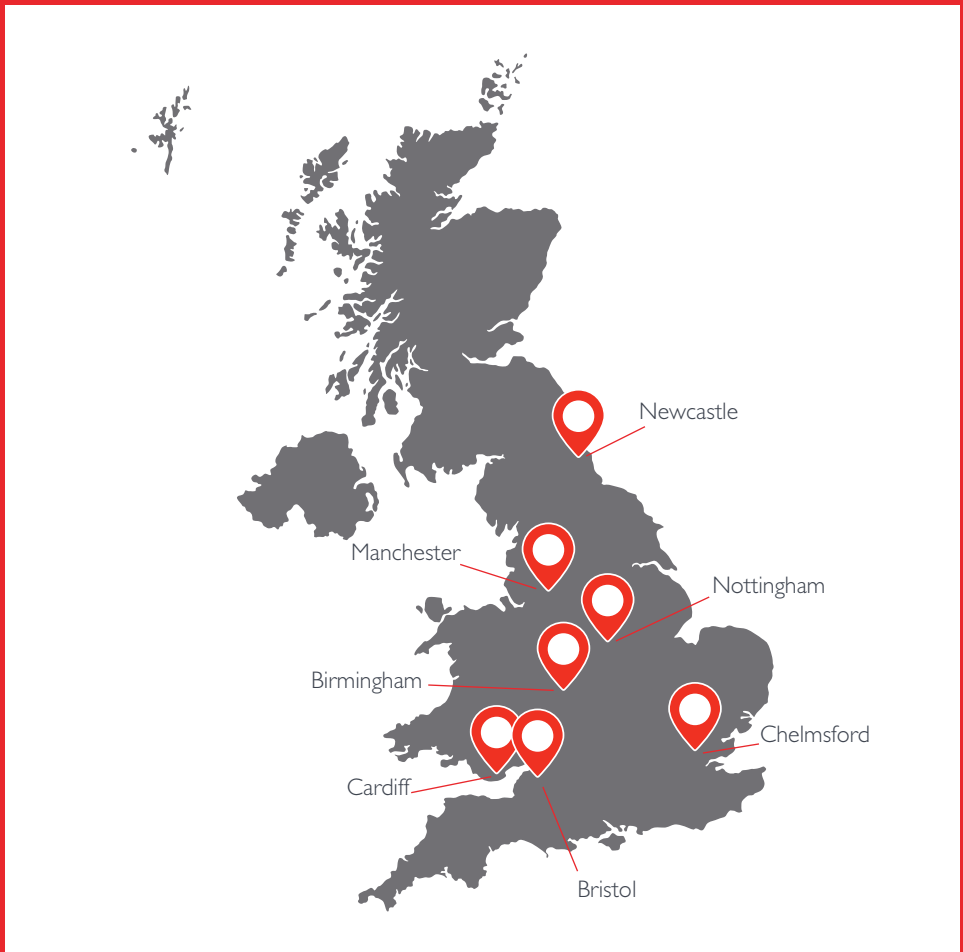 Newcastle
Manchester
Nottingham
Birmingham
Chelmsford
Cardiff
Bristol